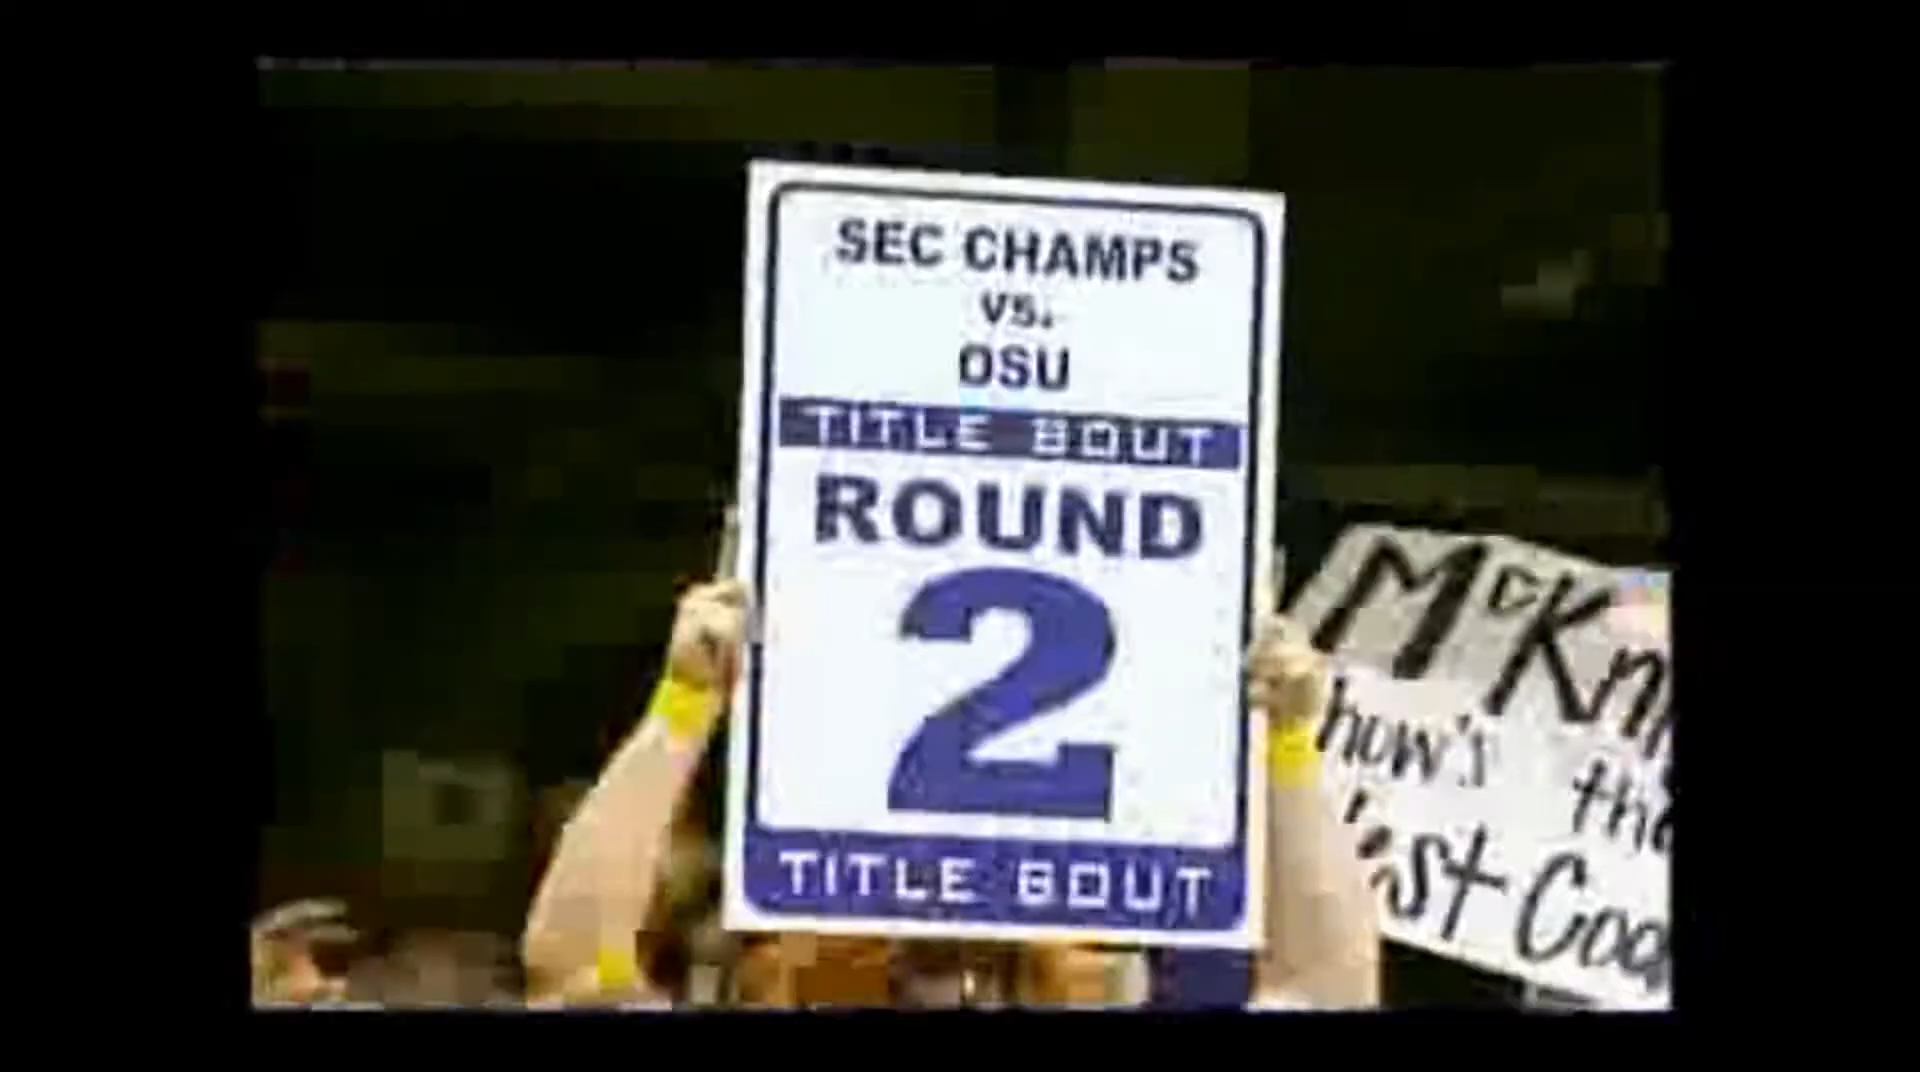 SEC CHAMPS
vs.
OSU
TITLE BOUT
ROUND
2
TITLE BOUT
how's